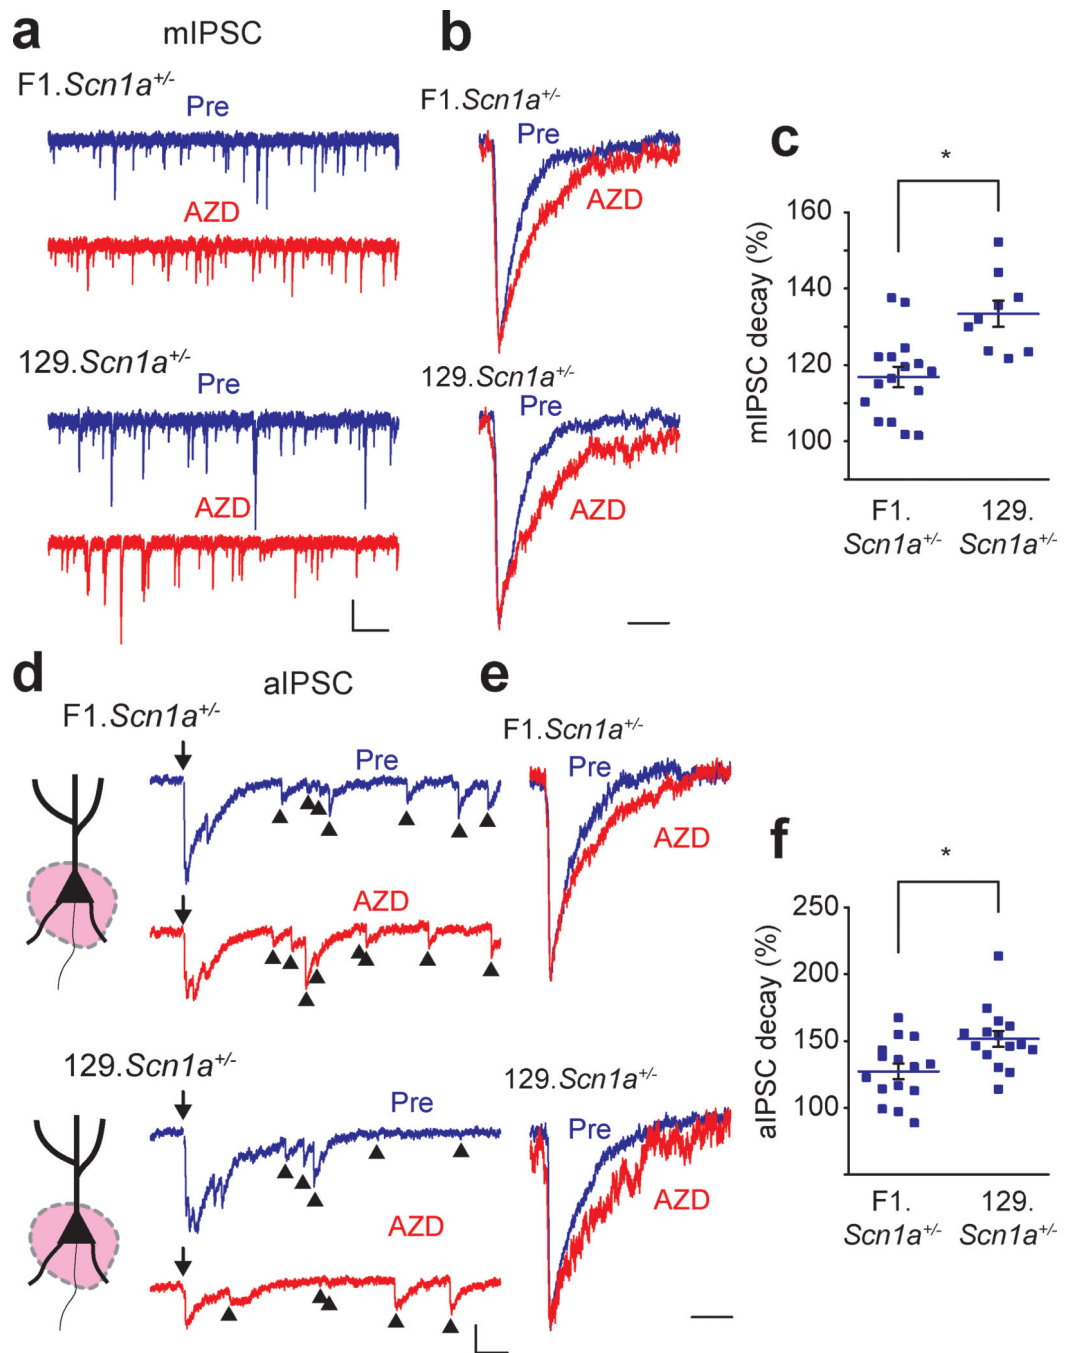 a
mIPSC
F1.Scn1a+/-
Pre
AZD
129.Scn1a+/-
Pre
AZD
b
F1.Scn1a+/-
Pre
AZD
129.Scn1a+/-
Pre
AZD
c
*
mIPSC decay (%)
160
140
120
100
F1.
Scn1a+/-
129.
Scn1a+/-
d
aIPSC
F1.Scn1a+/-
Pre
AZD
129.Scn1a+/-
Pre
AZD
e
F1.Scn1a+/-
Pre
AZD
129.Scn1a+/-
Pre
AZD
f
*
aIPSC decay (%)
250
200
150
100
F1.
Scn1a+/-
129.
Scn1a+/-